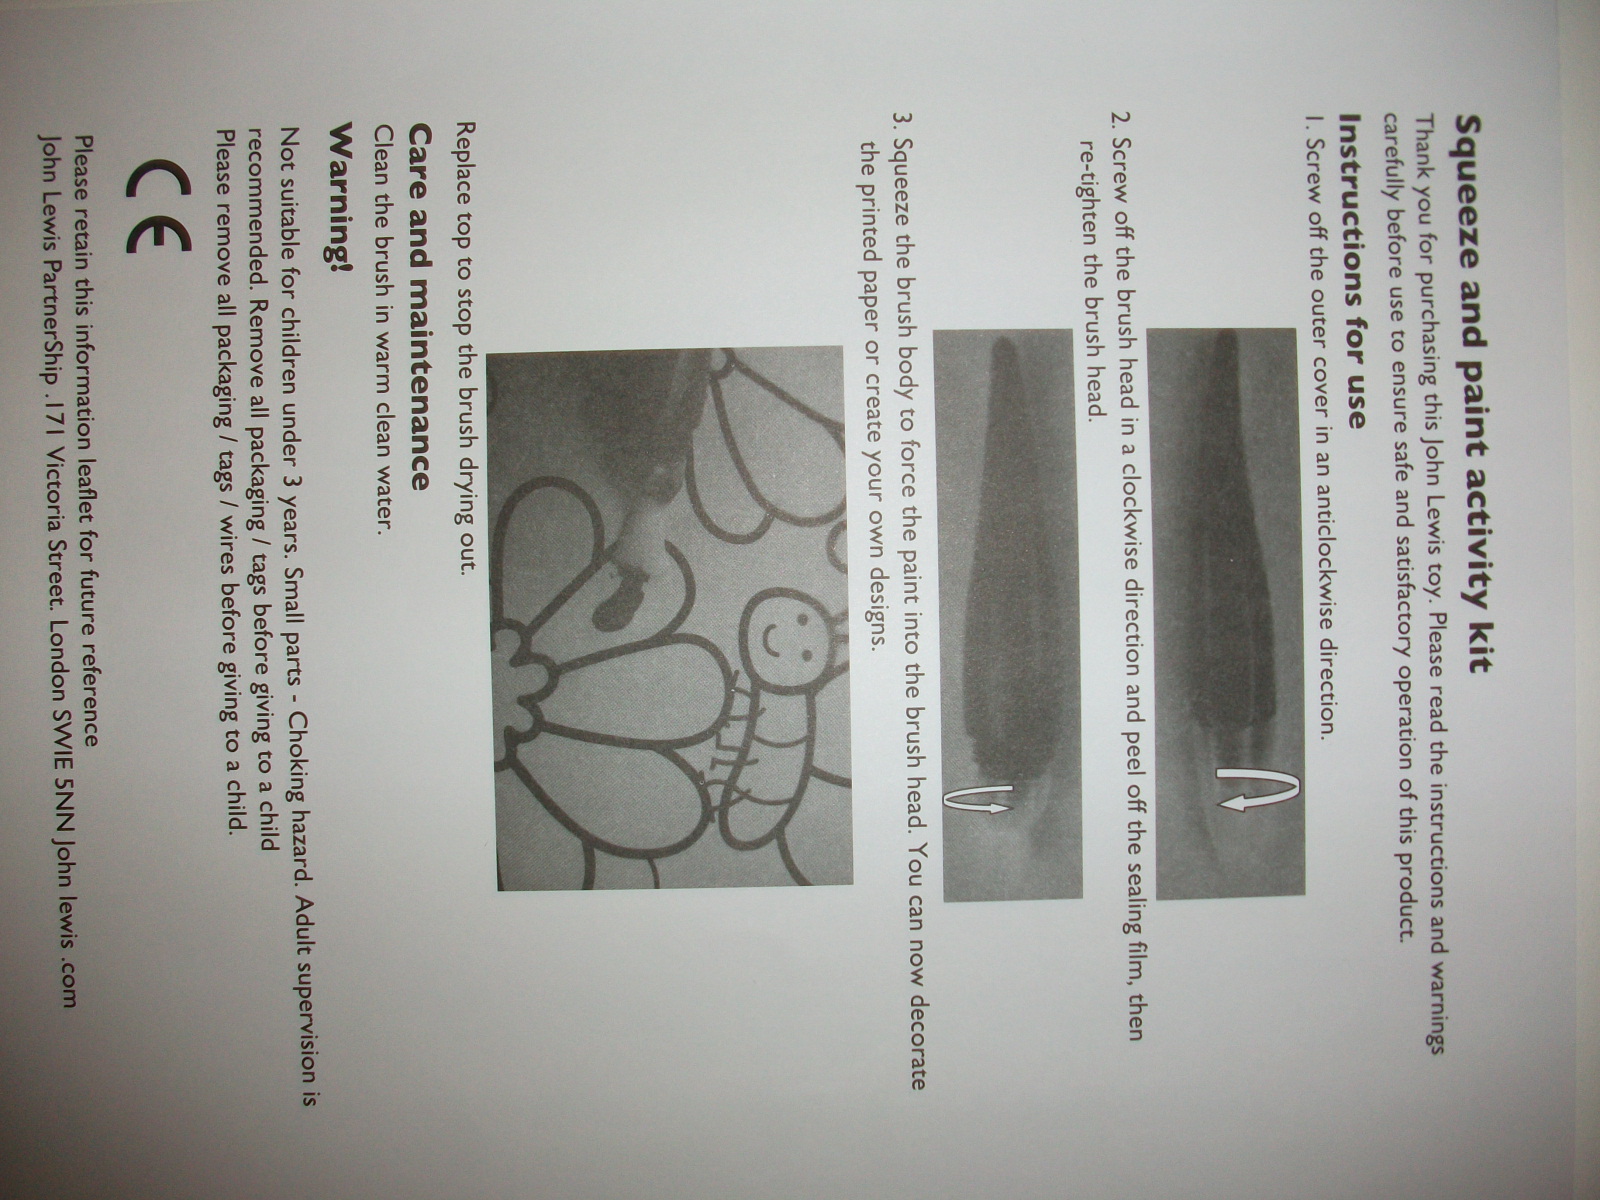 Squeeze and paint activity kit
Thank you for purchasing this John Lewis toy. Please read the instructions and warnings
carefully before use to ensure safe and satisfactory operation of this product.
Instructions for use
1. Screw off the outer cover in an anticlockwise direction.
2. Screw off the brush head in a clockwise direction and peel off the sealing film, then
re-tighten the brush head.
3. Squeeze the brush body to force the paint into the brush head. You can now decorate
the printed paper or create your own designs.
Replace top to stop the brush drying out.
Care and maintenance
Clean the brush in warm clean water.
Warning!
Not suitable for children under 3 years. Small parts - Choking hazard. Adult supervision is
recommended. Remove all packaging / tags before giving to a child
Please remove all packaging / tags / wires before giving to a child.
CE
Please retain this information leaflet for future reference
John Lewis PartnerShip .171 Victoria Street. London SWIE 5NN John lewis .com